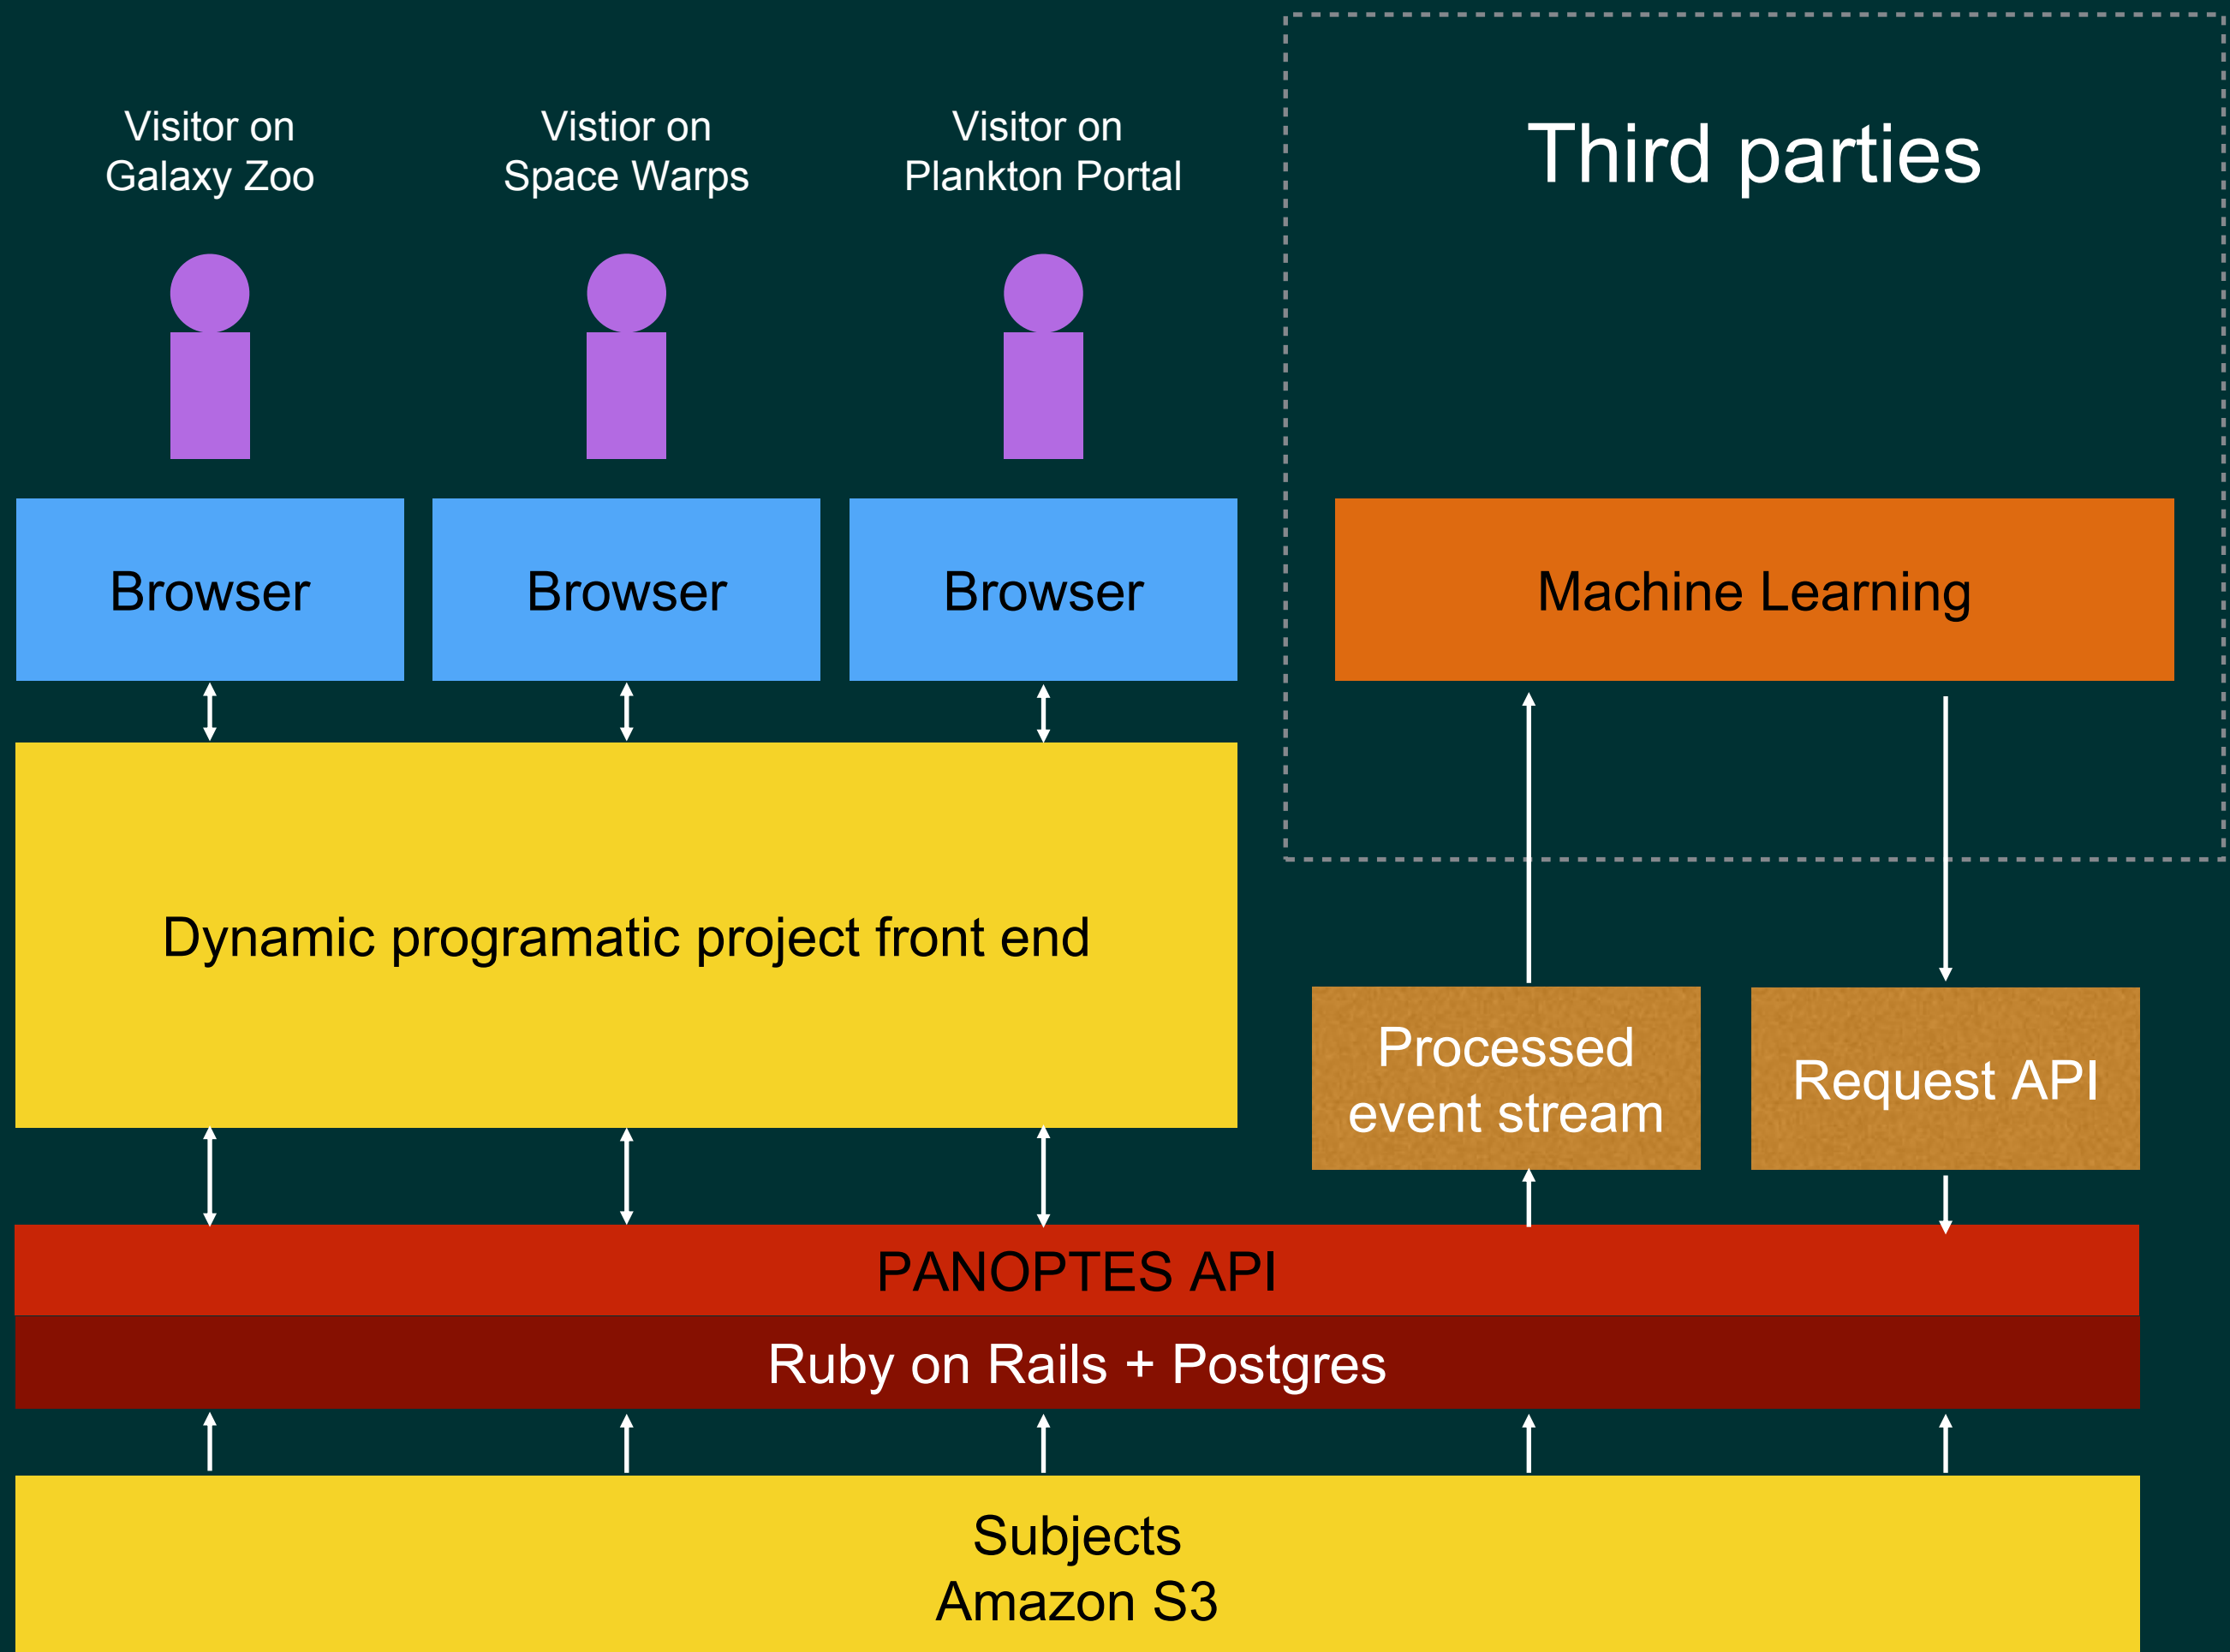 Visitor on
Galaxy Zoo
Vistior on
Space Warps
Visitor on
Plankton Portal
Third parties
Browser
Browser
Browser
Machine Learning
Dynamic programatic project front end
Processed
event stream
Request API
PANOPTES API
Ruby on Rails + Postgres
Subjects
Amazon S3